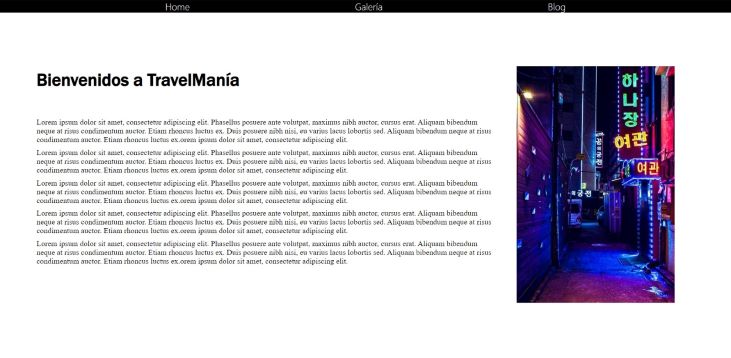 Home Galería Blog
Bienvenidos a TravelManía
Lorem ipsum dolor sit amet, consectetur adipiscing elit. Phasellus posuere ante volutpat, maximus nibh auctor, cursus erat. Aliquam bibendum
neque at risus condimentum auctor. Etiam rhoncus luctus ex. Duis posuere nibh nisi, eu varius lacus lobortis sed. Aliquam bibendum neque at risus
condimentum auctor. Etiam rhoncus luctus ex.orem ipsum dolor sit amet, consectetur adipiscing elit.
Lorem ipsum dolor sit amet, consectetur adipiscing elit. Phasellus posuere ante volutpat, maximus nibh auctor, cursus erat. Aliquam bibendum
neque at risus condimentum auctor. Etiam rhoncus luctus ex. Duis posuere nibh nisi, eu varius lacus lobortis sed. Aliquam bibendum neque at risus
condimentum auctor. Etiam rhoncus luctus ex.orem ipsum dolor sit amet, consectetur adipiscing elit.
Lorem ipsum dolor sit amet, consectetur adipiscing elit. Phasellus posuere ante volutpat, maximus nibh auctor, cursus erat. Aliquam bibendum
neque at risus condimentum auctor. Etiam rhoncus luctus ex. Duis posuere nibh nisi, eu varius lacus lobortis sed. Aliquam bibendum neque at risus
condimentum auctor. Etiam rhoncus luctus ex.orem ipsum dolor sit amet, consectetur adipiscing elit.
Lorem ipsum dolor sit amet, consectetur adipiscing elit. Phasellus posuere ante volutpat, maximus nibh auctor, cursus erat. Aliquam bibendum
neque at risus condimentum auctor. Etiam rhoncus luctus ex. Duis posuere nibh nisi, eu varius lacus lobortis sed. Aliquam bibendum neque at risus
condimentum auctor. Etiam rhoncus luctus ex.orem ipsum dolor sit amet, consectetur adipiscing elit.
Lorem ipsum dolor sit amet, consectetur adipiscing elit. Phasellus posuere ante volutpat, maximus nibh auctor, cursus erat. Aliquam bibendum
neque at risus condimentum auctor. Etiam rhoncus luctus ex. Duis posuere nibh nisi, eu varius lacus lobortis sed. Aliquam bibendum neque at risus
condimentum auctor. Etiam rhoncus luctus ex.orem ipsum dolor sit amet, consectetur adipiscing elit.
하나장
여관
여관